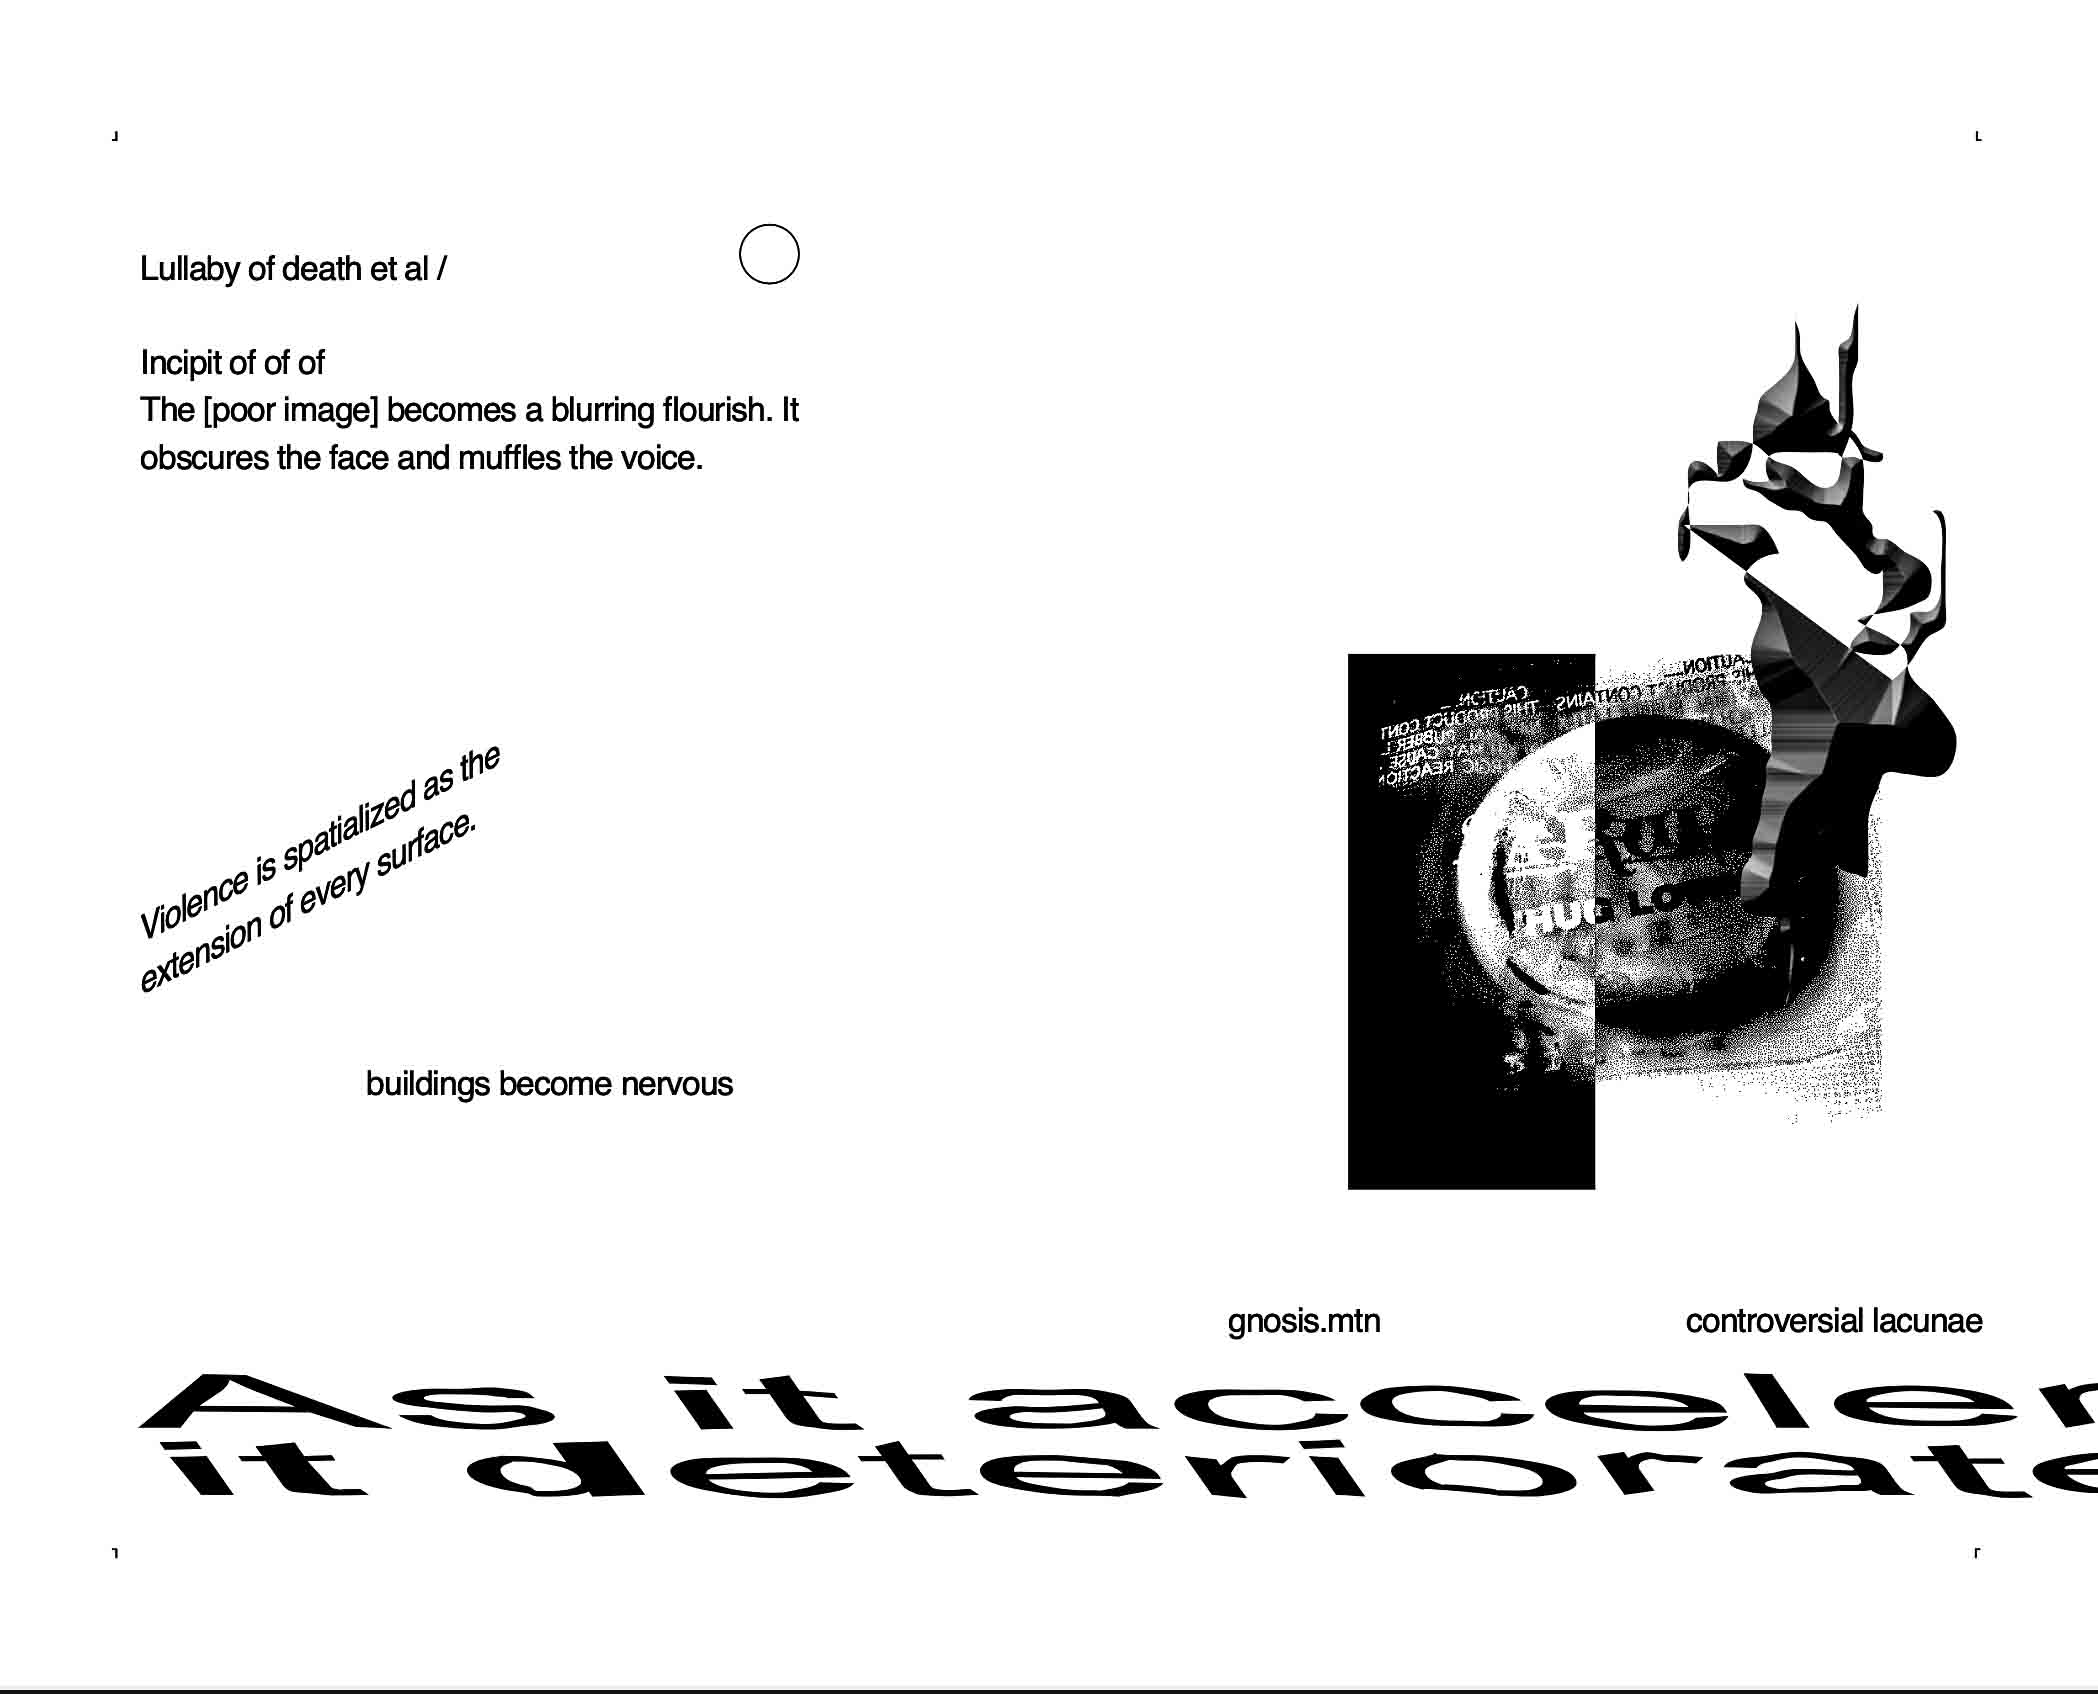 Lullaby of death et al /
Incipit of of of
The [poor image] becomes a blurring flourish. It
obscures the face and muffles the voice.
CAUTION
THIS PRODUCT CONTAINS
CAUTION
THIS PRODUCT CONT
RUBBER
MAY CAUSE
REACTION
HUG
Violence is spatialized as the
extension of every surface.
buildings become nervous
gnosis.mtn
controversial lacunae
As it acceler
it deteriorate